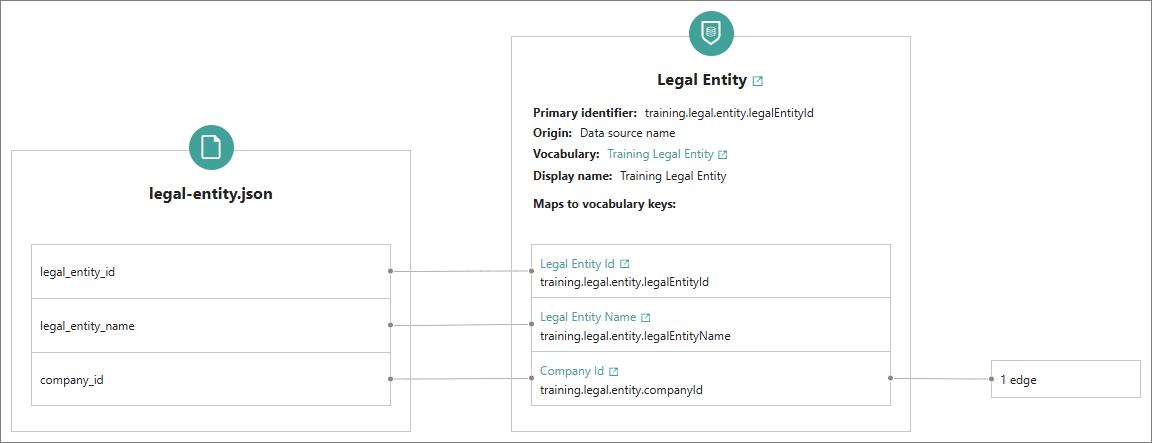 legal-entity.json
legal_entity_id
legal_entity_name
company_id
Legal Entity
Primary identifier: training.legal.entity.legalEntityId
Origin: Data source name
Vocabulary: Training Legal Entity
Display name: Training Legal Entity
Maps to vocabulary keys:
Legal Entity Id
training.legal.entity.legalEntityId
Legal Entity Name
training.legal.entity.legalEntityName
Company Id
training.legal.entity.companyId
1 edge